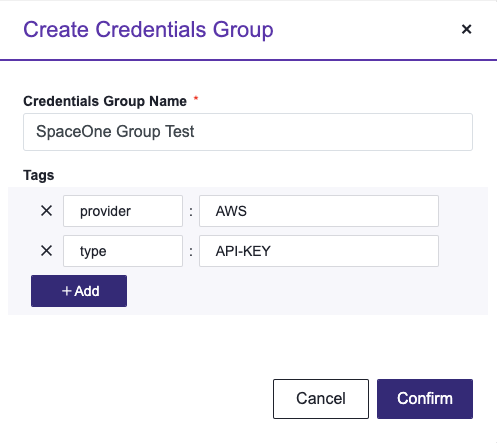 Create Credentials Group ×
Credentials Group Name *
SpaceOne Group Test
Tags
× provider : AWS
× type : API-KEY
+ Add
Cancel Confirm